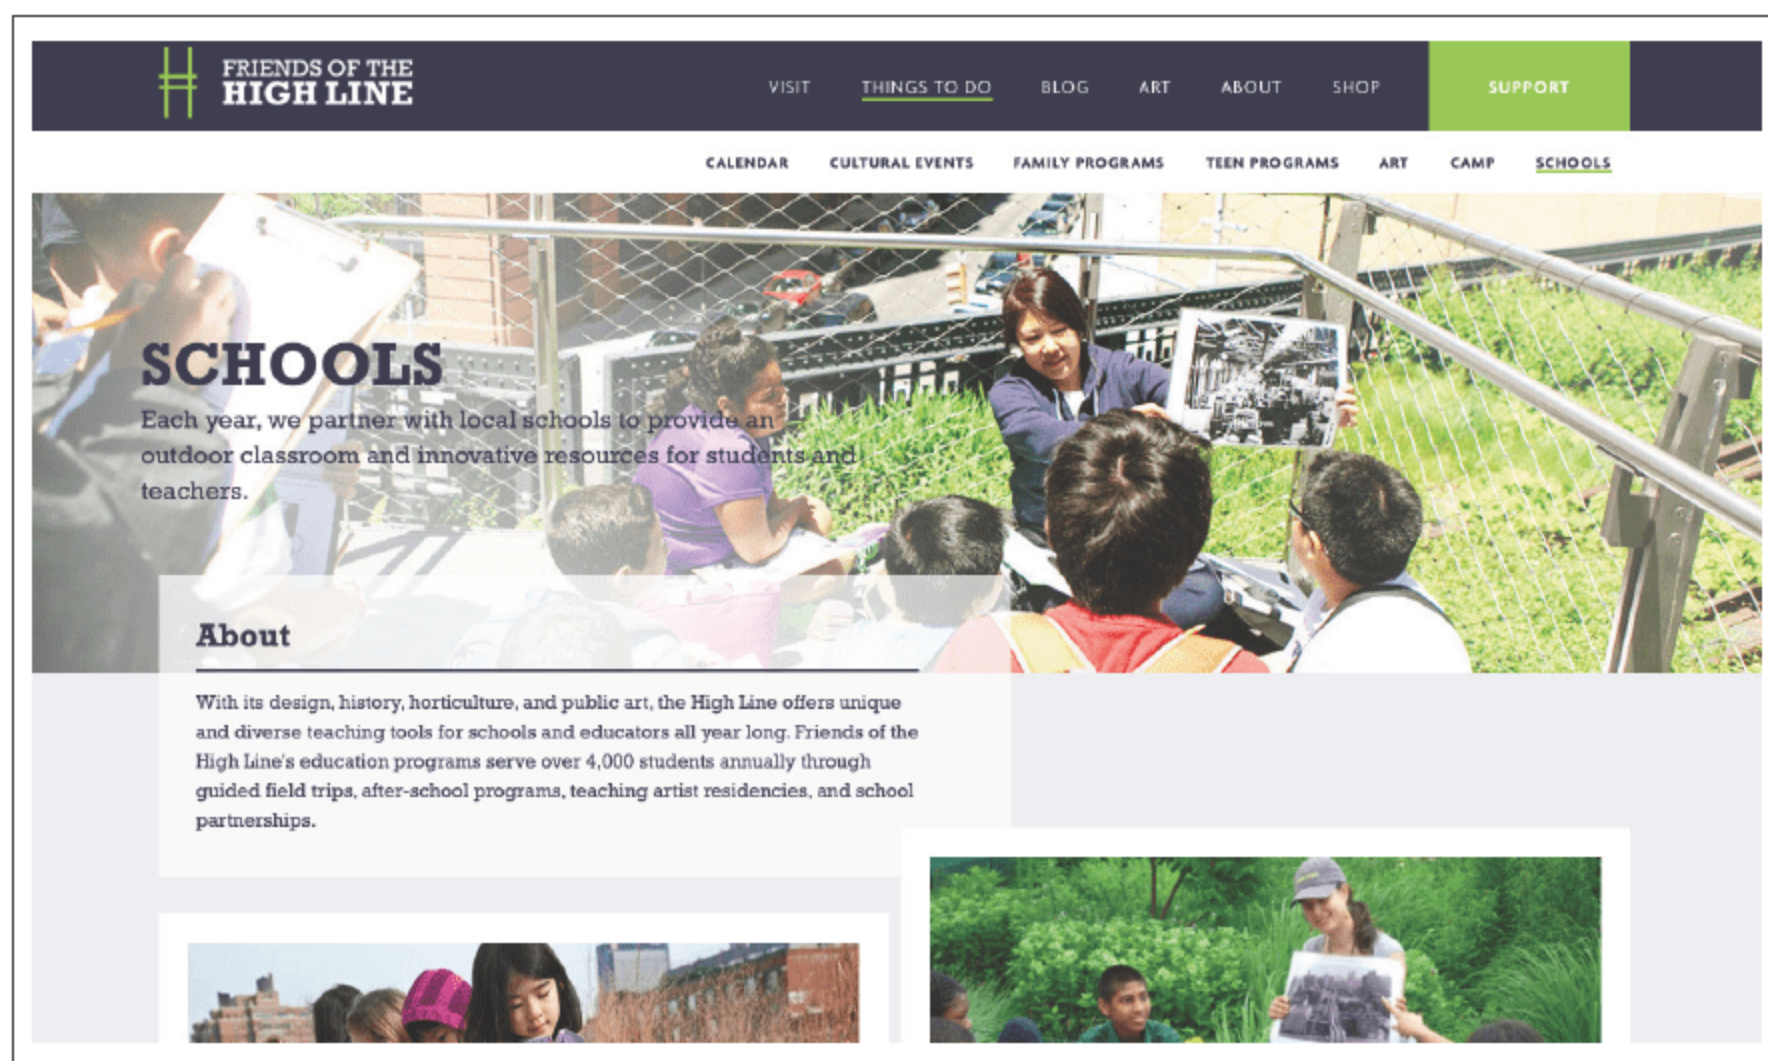 FRIENDS OF THE
HIGH LINE
VISIT THINGS TO DO BLOG ART ABOUT SHOP SUPPORT
CALENDAR CULTURAL EVENTS FAMILY PROGRAMS TEEN PROGRAMS ART CAMP SCHOOLS
SCHOOLS
Each year, we partner with local schools to provide an
outdoor classroom and innovative resources for students and
teachers.
About
With its design, history, horticulture, and public art, the High Line offers unique
and diverse teaching tools for schools and educators all year long. Friends of the
High Line's education programs serve over 4,000 students annually through
guided field trips, after-school programs, teaching artist residencies, and school
partnerships.